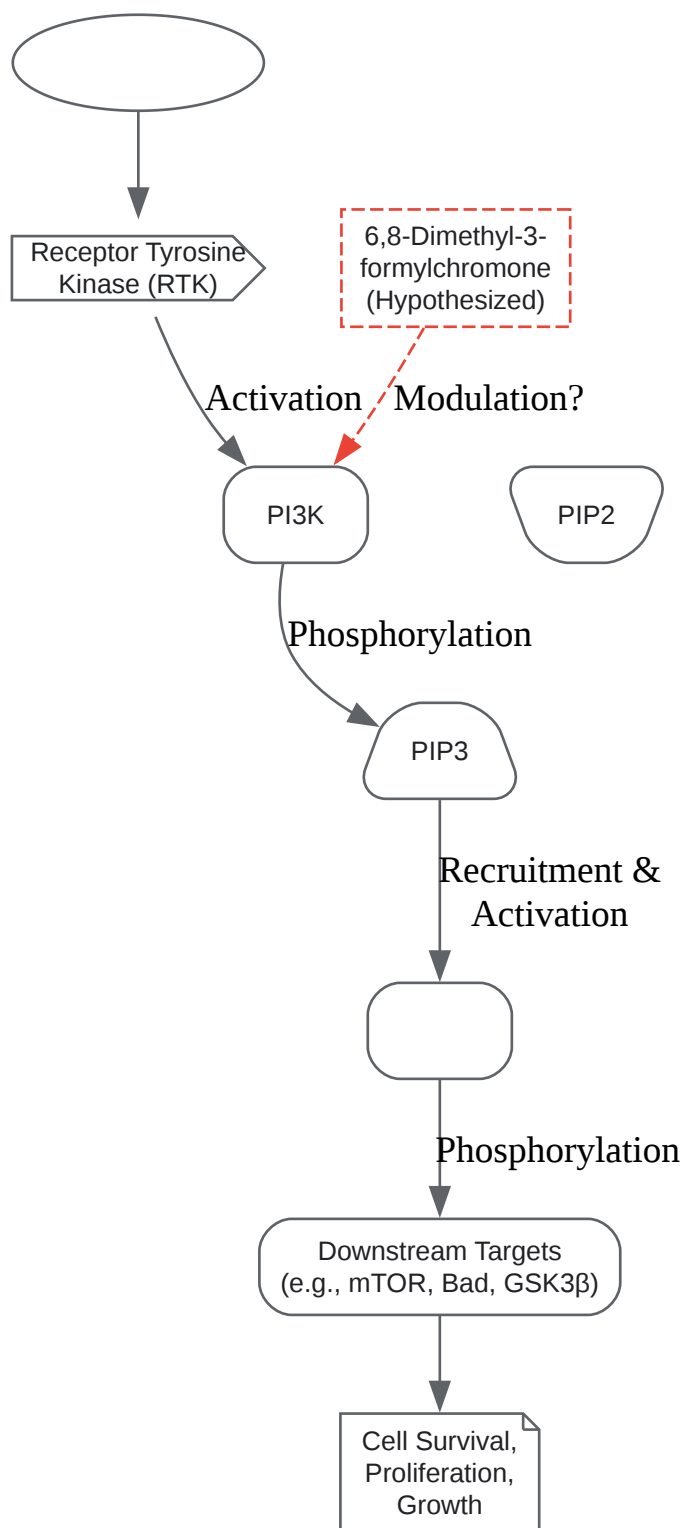 Receptor Tyrosine
Kinase (RTK)
6,8-Dimethyl-3-
formylchromone
(Hypothesized)
Activation
Modulation?
PI3K
PIP2
Phosphorylation
PIP3
Recruitment &
Activation
Phosphorylation
Downstream Targets
(e.g., mTOR, Bad, GSK3β)
Cell Survival,
Proliferation,
Growth